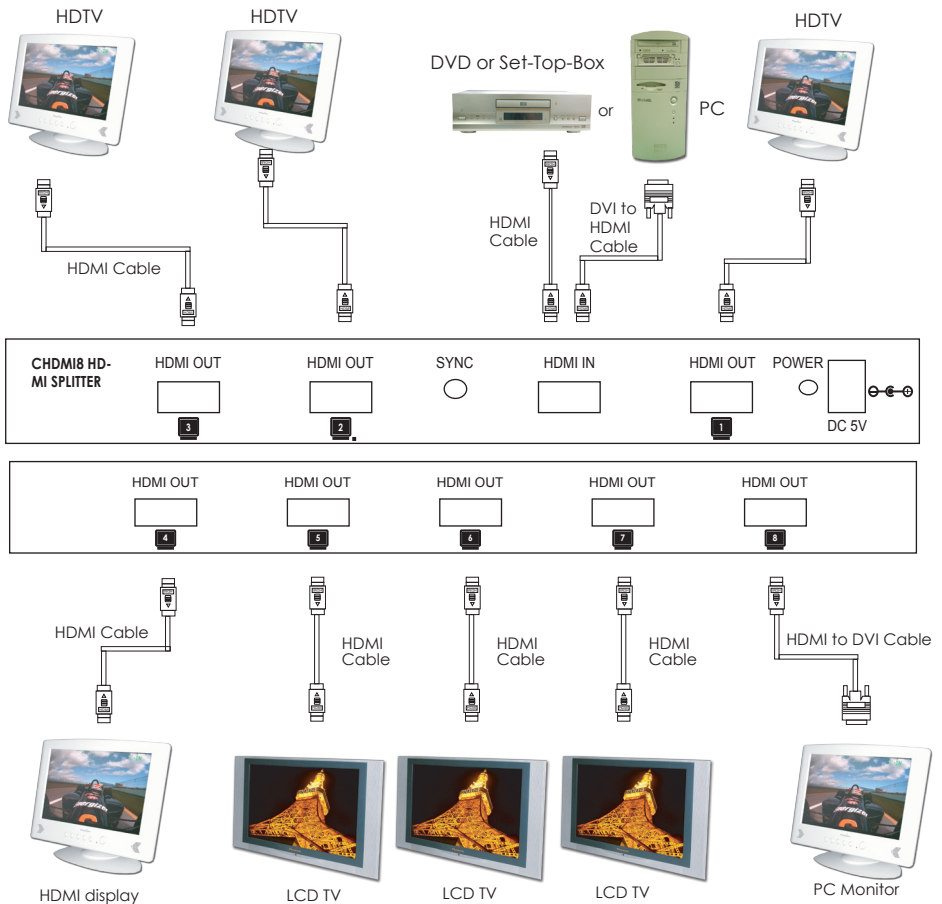 HDTV
HDTV
HDTV
DVD or Set-Top-Box
or
PC
HDMI Cable
HDMI
Cable
DVI to
HDMI
Cable
CHDMI8 HD-
MI SPLITTER
HDMI OUT
3
HDMI OUT
2
SYNC
HDMI IN
HDMI OUT
1
POWER
DC 5V
HDMI OUT
4
HDMI OUT
5
HDMI OUT
6
HDMI OUT
7
HDMI OUT
8
HDMI Cable
HDMI
Cable
HDMI
Cable
HDMI
Cable
HDMI to DVI Cable
HDMI display
LCD TV
LCD TV
LCD TV
PC Monitor